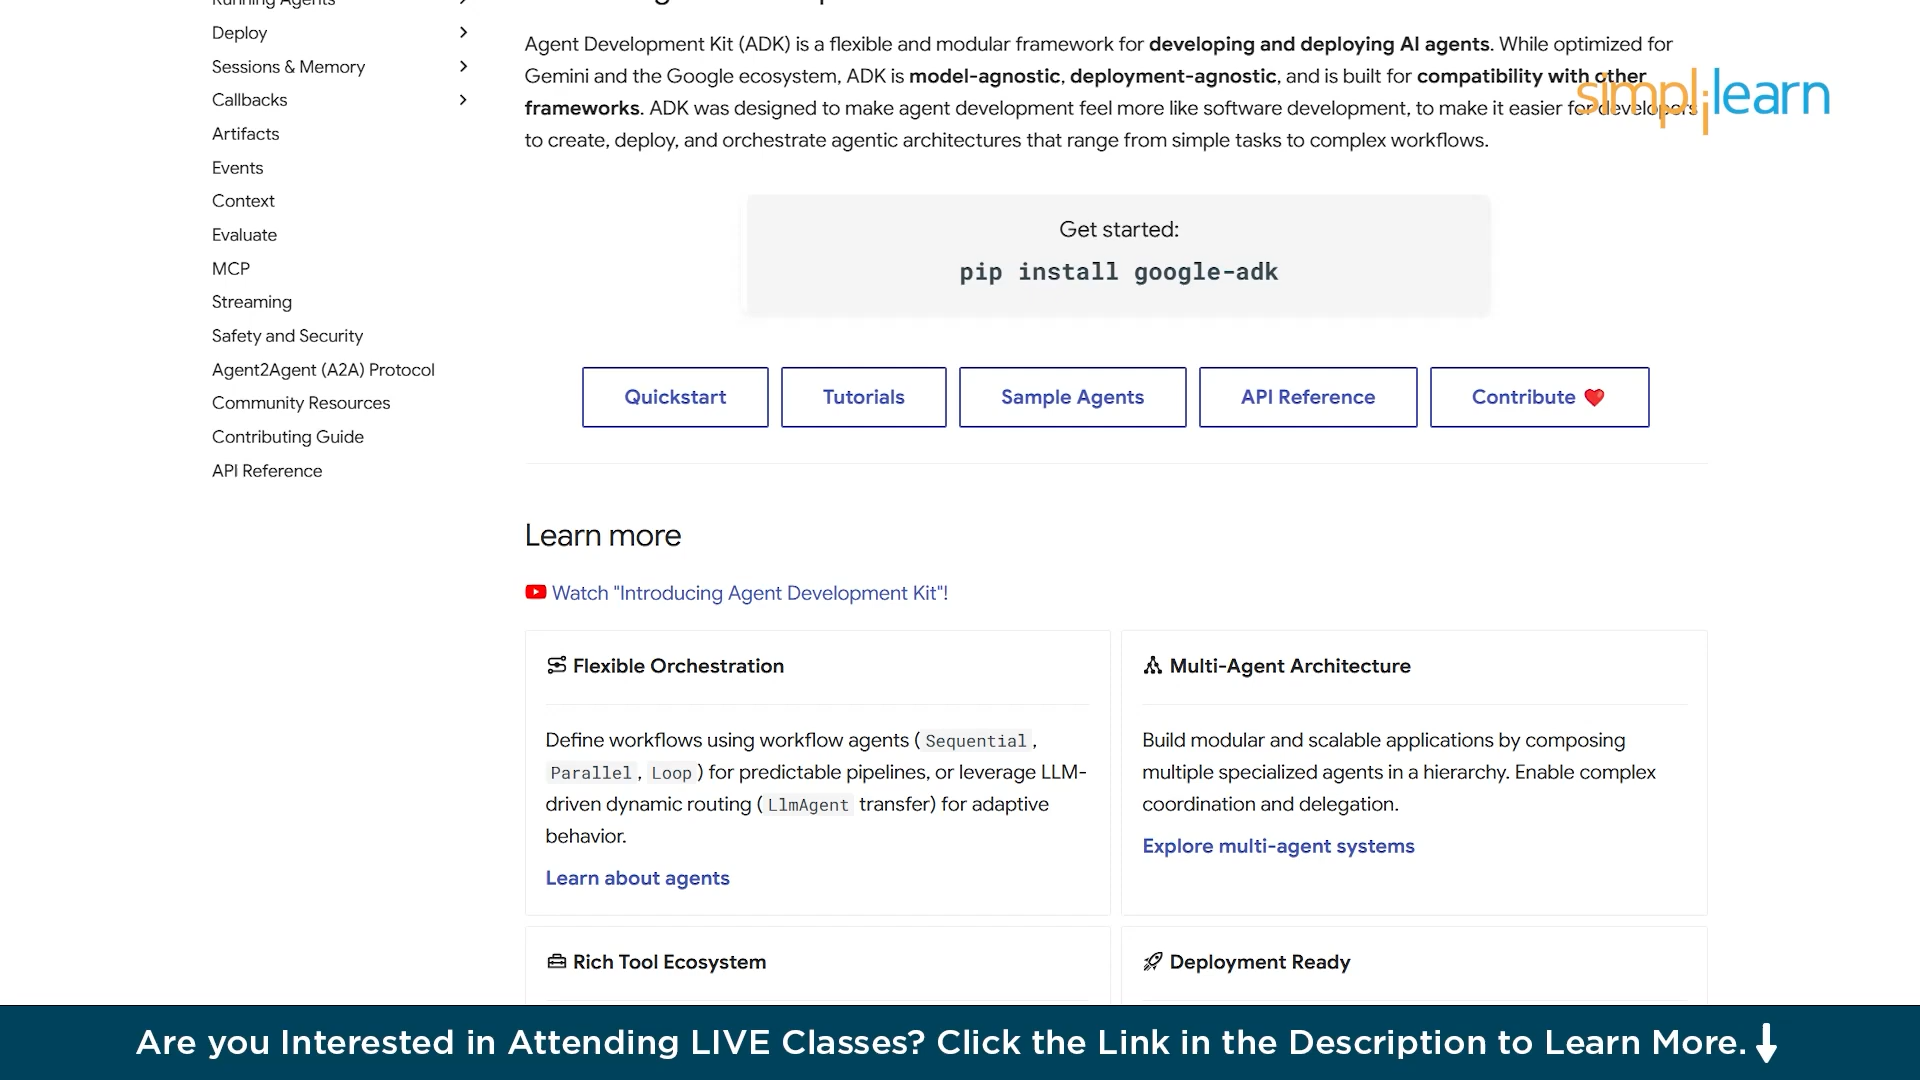 Running Agents
Deploy
Sessions & Memory
Callbacks
Artifacts
Events
Context
Evaluate
MCP
Streaming
Safety and Security
Agent2Agent (A2A) Protocol
Community Resources
Contributing Guide
API Reference
Agent Development Kit (ADK) is a flexible and modular framework for developing and deploying AI agents. While optimized for
Gemini and the Google ecosystem, ADK is model-agnostic, deployment-agnostic, and is built for compatibility with other
frameworks. ADK was designed to make agent development feel more like software development, to make it easier for developers
to create, deploy, and orchestrate agentic architectures that range from simple tasks to complex workflows.
simplilearn
Get started:
pip install google-adk
Quickstart
Tutorials
Sample Agents
API Reference
Contribute ❤️
Learn more
Watch "Introducing Agent Development Kit"!
Flexible Orchestration
Define workflows using workflow agents ( Sequential ,
Parallel , Loop ) for predictable pipelines, or leverage LLM-
driven dynamic routing ( LlmAgent transfer) for adaptive
behavior.
Learn about agents
Multi-Agent Architecture
Build modular and scalable applications by composing
multiple specialized agents in a hierarchy. Enable complex
coordination and delegation.
Explore multi-agent systems
Rich Tool Ecosystem
Deployment Ready
Are you Interested in Attending LIVE Classes? Click the Link in the Description to Learn More.